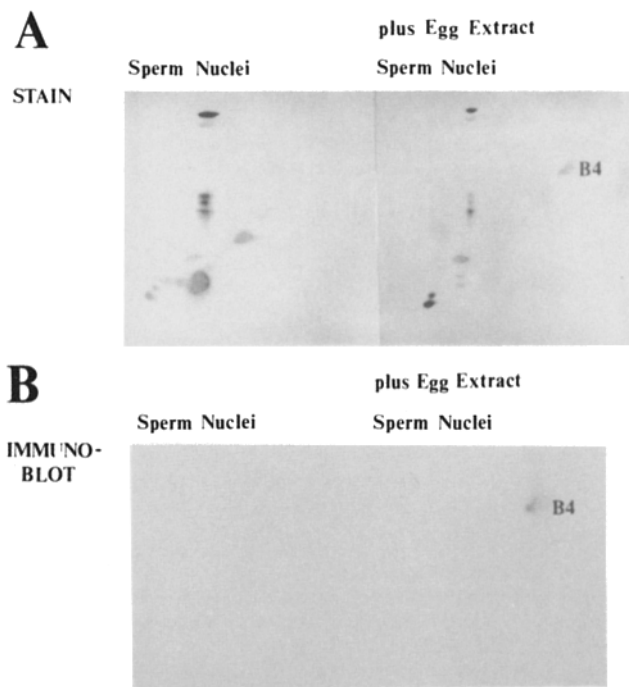 A
plus Egg Extract
Sperm Nuclei
Sperm Nuclei
STAIN
B4
B
plus Egg Extract
Sperm Nuclei
Sperm Nuclei
IMMUNO-
BLOT
B4